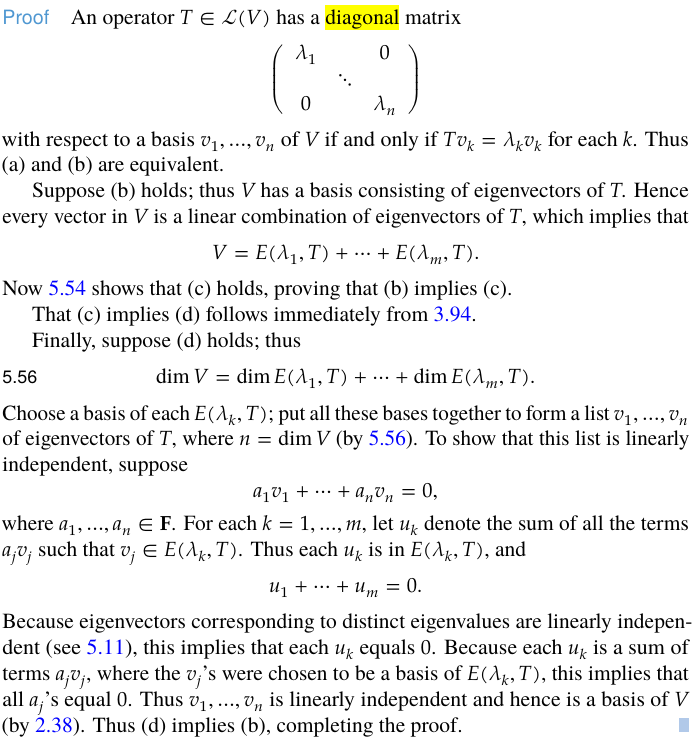 Proof An operator T ∈ ℒ(V) has a diagonal matrix
λ₁ 0
⋱
0 λₙ
with respect to a basis v₁, ..., vₙ of V if and only if Tvₖ = λₖvₖ for each k. Thus
(a) and (b) are equivalent.
Suppose (b) holds; thus V has a basis consisting of eigenvectors of T. Hence
every vector in V is a linear combination of eigenvectors of T, which implies that
V = E(λ₁, T) + ⋯ + E(λₘ, T).
Now 5.54 shows that (c) holds, proving that (b) implies (c).
That (c) implies (d) follows immediately from 3.94.
Finally, suppose (d) holds; thus
5.56 dim V = dim E(λ₁, T) + ⋯ + dim E(λₘ, T).
Choose a basis of each E(λₖ, T); put all these bases together to form a list v₁, ..., vₙ
of eigenvectors of T, where n = dim V (by 5.56). To show that this list is linearly
independent, suppose
a₁v₁ + ⋯ + aₙvₙ = 0,
where a₁, ..., aₙ ∈ 𝐅. For each k = 1, ..., m, let uₖ denote the sum of all the terms
aⱼvⱼ such that vⱼ ∈ E(λₖ, T). Thus each uₖ is in E(λₖ, T), and
u₁ + ⋯ + uₘ = 0.
Because eigenvectors corresponding to distinct eigenvalues are linearly indepen-
dent (see 5.11), this implies that each uₖ equals 0. Because each uₖ is a sum of
terms aⱼvⱼ, where the vⱼ's were chosen to be a basis of E(λₖ, T), this implies that
all aⱼ's equal 0. Thus v₁, ..., vₙ is linearly independent and hence is a basis of V
(by 2.38). Thus (d) implies (b), completing the proof.